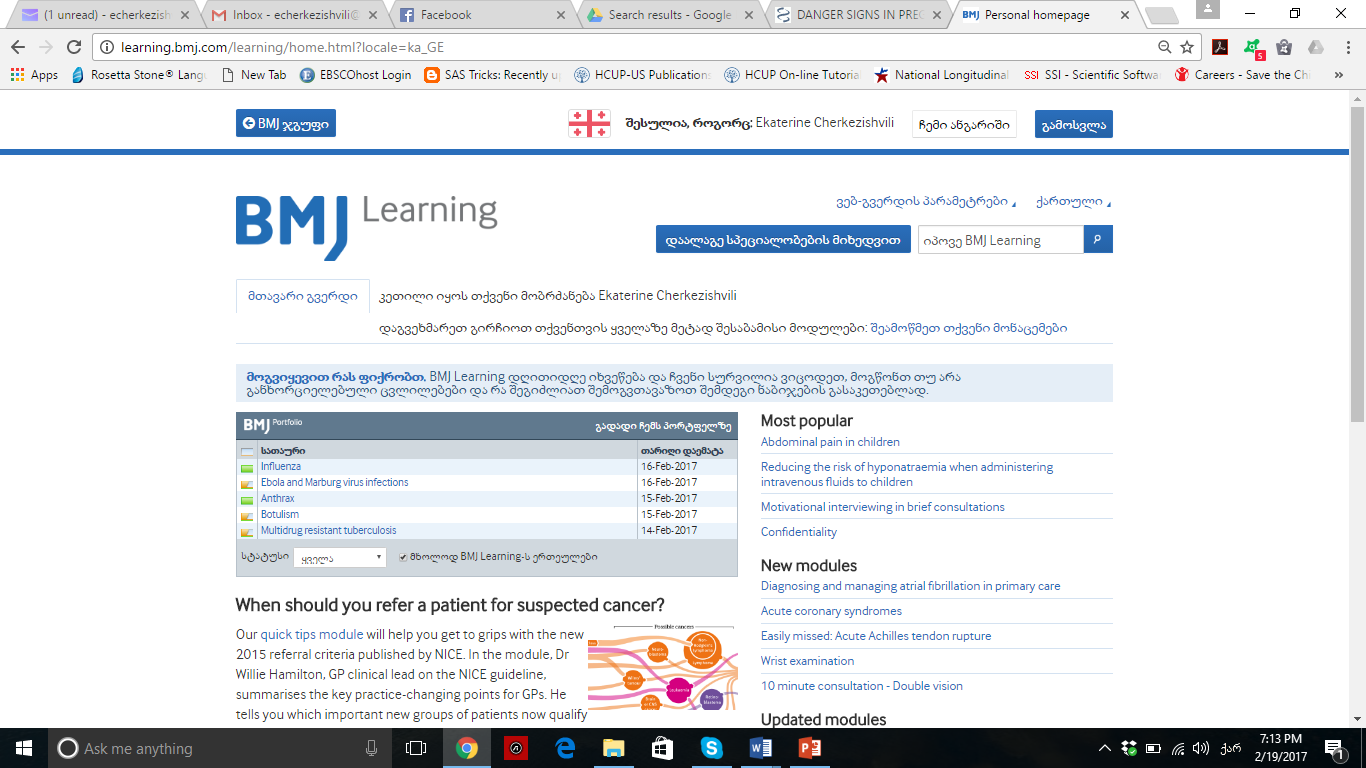 (1 unread) - echerkezish
Inbox - echerkezishvili@
Facebook
Search results - Google
DANGER SIGNS IN PREC
BMJ Personal homepage
learning.bmj.com/learning/home.html?locale=ka_GE
Apps
Rosetta Stone® Langu
New Tab
EBSCOhost Login
SAS Tricks: Recently u
HCUP-US Publications
HCUP On-line Tutoria
National Longitudinal
SSI SSI - Scientific Softwa
Careers - Save the Ch
BMJ ჯგუფი
შესულია, როგორც: Ekaterine Cherkezishvili
ჩემი ანგარიში
გამოსვლა
BMJ Learning
ვებ-გვერდის პარამეტრები
ქართული
დაალაგე სპეციალობების მიხედვით
იპოვე BMJ Learning
მთავარი გვერდი
კეთილი იყოს თქვენი მობრძანება Ekaterine Cherkezishvili
დაგვეხმარეთ გირჩიოთ თქვენთვის ყველაზე მეტად შესაბამისი მოდულები: შეამოწმეთ თქვენი მონაცემები
მოგვიყევით რას ფიქრობთ, BMJ Learning დღითიდღე იხვეწება და ჩვენი სურვილია ვიცოდეთ, მოგწონთ თუ არა
განხორციელებული ცვლილებები და რა შეგიძლიათ შემოგვთავაზოთ შემდეგი ნაბიჯების გასაკეთებლად.
BMJ Portfolio
გადადი ჩემს პორტფელზე
სათაური
თარიღი დაემატა
Influenza
16-Feb-2017
Ebola and Marburg virus infections
16-Feb-2017
Anthrax
15-Feb-2017
Botulism
15-Feb-2017
Multidrug resistant tuberculosis
14-Feb-2017
სტატუსი
ყველა
მხოლოდ BMJ Learning-ს ერთეულები
When should you refer a patient for suspected cancer?
Our quick tips module will help you get to grips with the new
2015 referral criteria published by NICE. In the module, Dr
Willie Hamilton, GP clinical lead on the NICE guideline,
summarises the key practice-changing points for GPs. He
tells you which important new groups of patients now qualify
Possible cancers
Leukaemia
Most popular
Abdominal pain in children
Reducing the risk of hyponatraemia when administering
intravenous fluids to children
Motivational interviewing in brief consultations
Confidentiality
New modules
Diagnosing and managing atrial fibrillation in primary care
Acute coronary syndromes
Easily missed: Acute Achilles tendon rupture
Wrist examination
10 minute consultation - Double vision
Updated modules
Ask me anything
ქარ
7:13 PM
2/19/2017
1